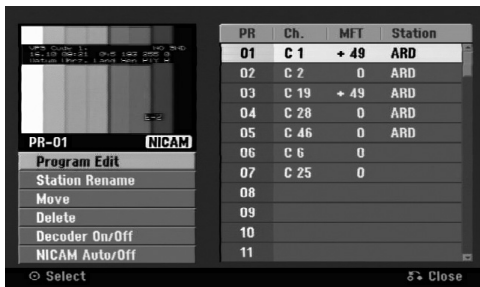 PR-01 NICAM
Program Edit
Station Rename
Move
Delete
Decoder On/Off
NICAM Auto/Off
PR Ch. MFT Station
01 C 1 + 49 ARD
02 C 2 0 ARD
03 C 19 + 49 ARD
04 C 28 0 ARD
05 C 46 0 ARD
06 C 6 0
07 C 25 0
08
09
10
11
Select Close